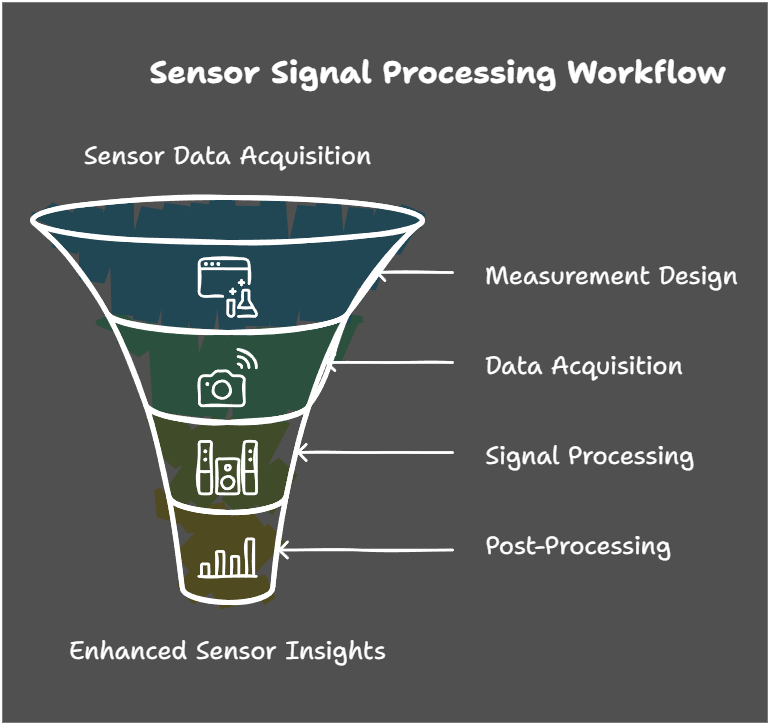 Sensor Signal Processing Workflow
Sensor Data Acquisition
Measurement Design
Data Acquisition
Signal Processing
Post-Processing
Enhanced Sensor Insights